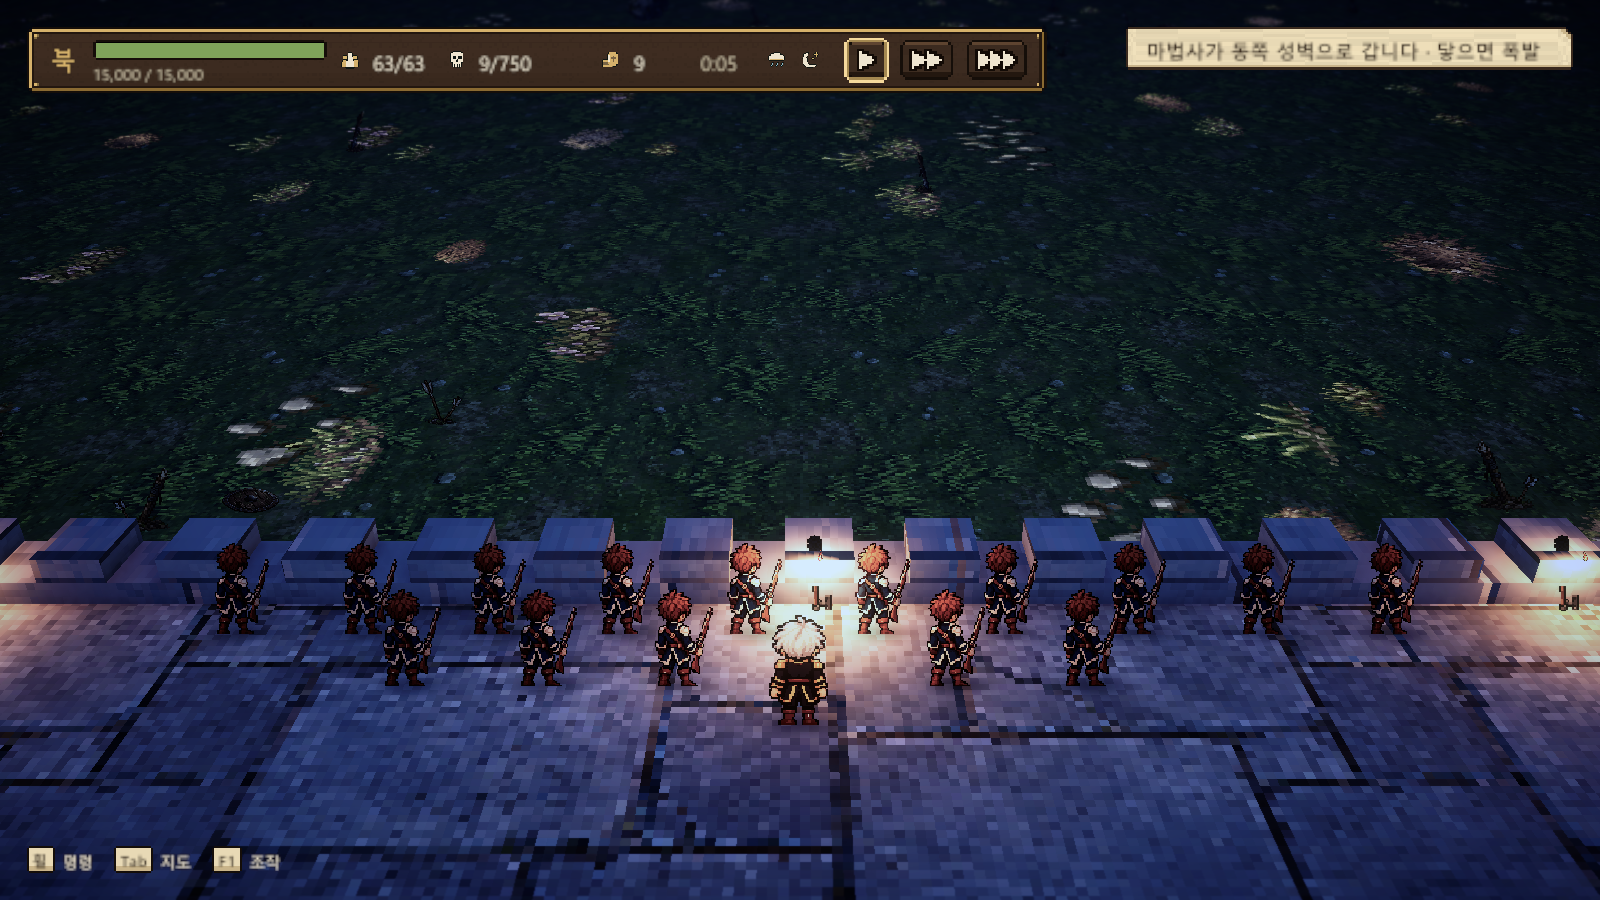 북
15,000 / 15,000
63/63
9/750
9
0:05
마법사가 동쪽 성벽으로 갑니다 · 닿으면 폭발
휠 명령
Tab 지도
F1 조작